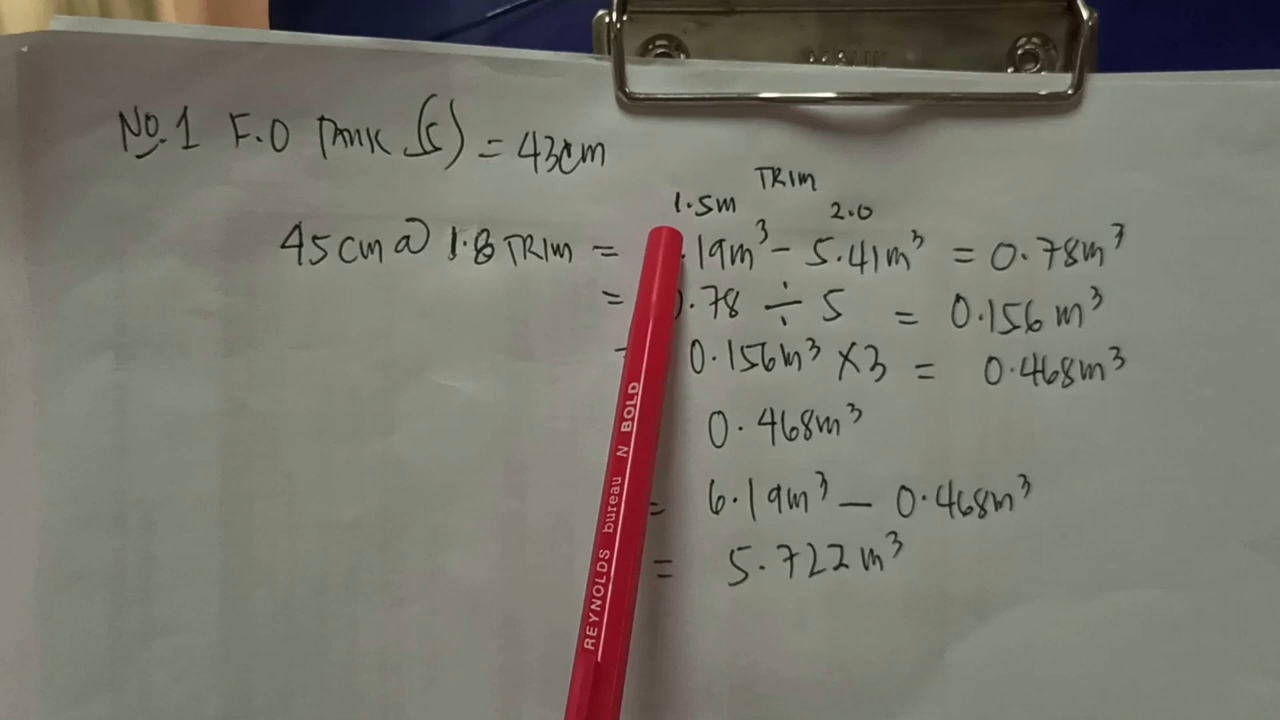 No.1 F.O TANK (S) = 43cm
TRIM
1.5m 2.0
45cm @ 1.8 TRIM = .19m³ - 5.41m³ = 0.78m³
= .78 ÷ 5 = 0.156m³
0.156m³ X3 = 0.468m³
0.468m³
= 6.19m³ - 0.468m³
= 5.722m³
REYNOLDS bureau N BOLD